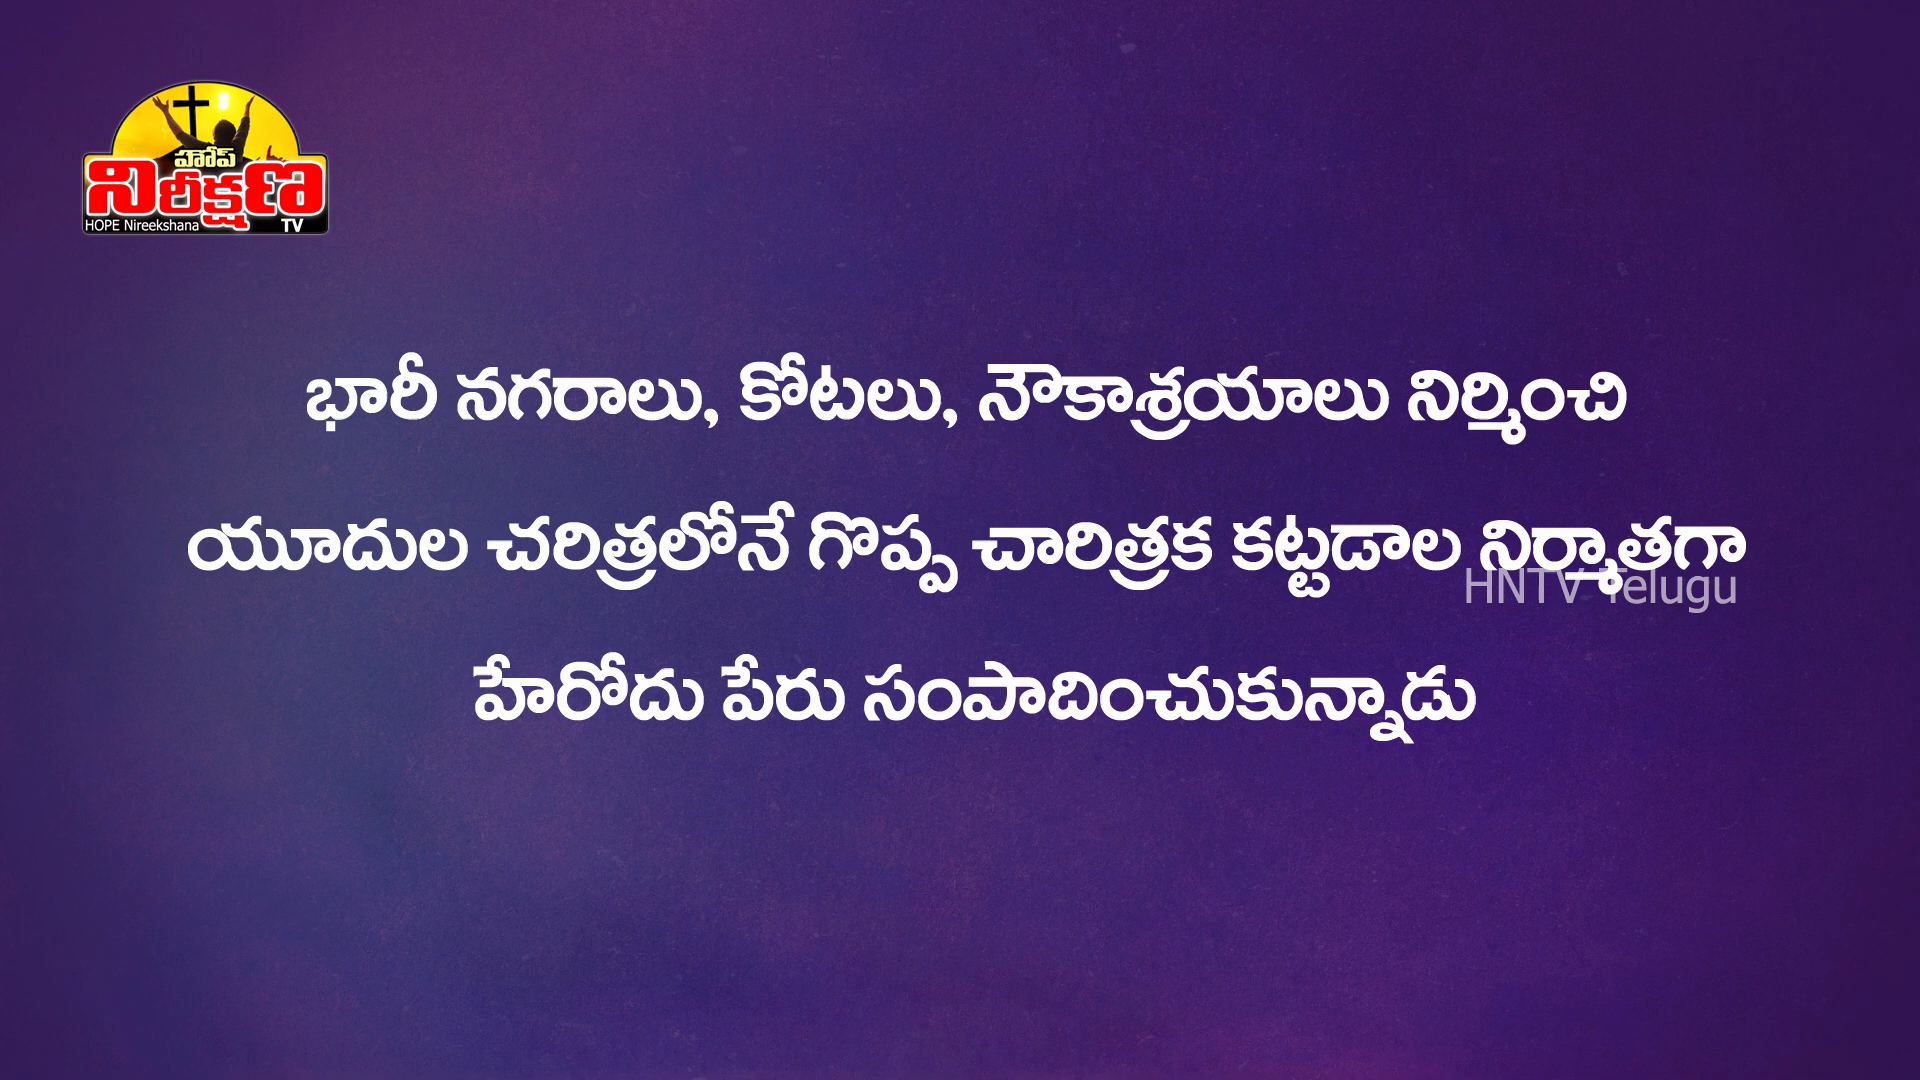 హోప్
నిరీక్షణ
HOPE Nireekshana TV
భారీ నగరాలు, కోటలు, నౌకాశ్రయాలు నిర్మించి
యూదుల చరిత్రలోనే గొప్ప చారిత్రక కట్టడాల నిర్మాతగా
HNTV Telugu
హేరోదు పేరు సంపాదించుకున్నాడు